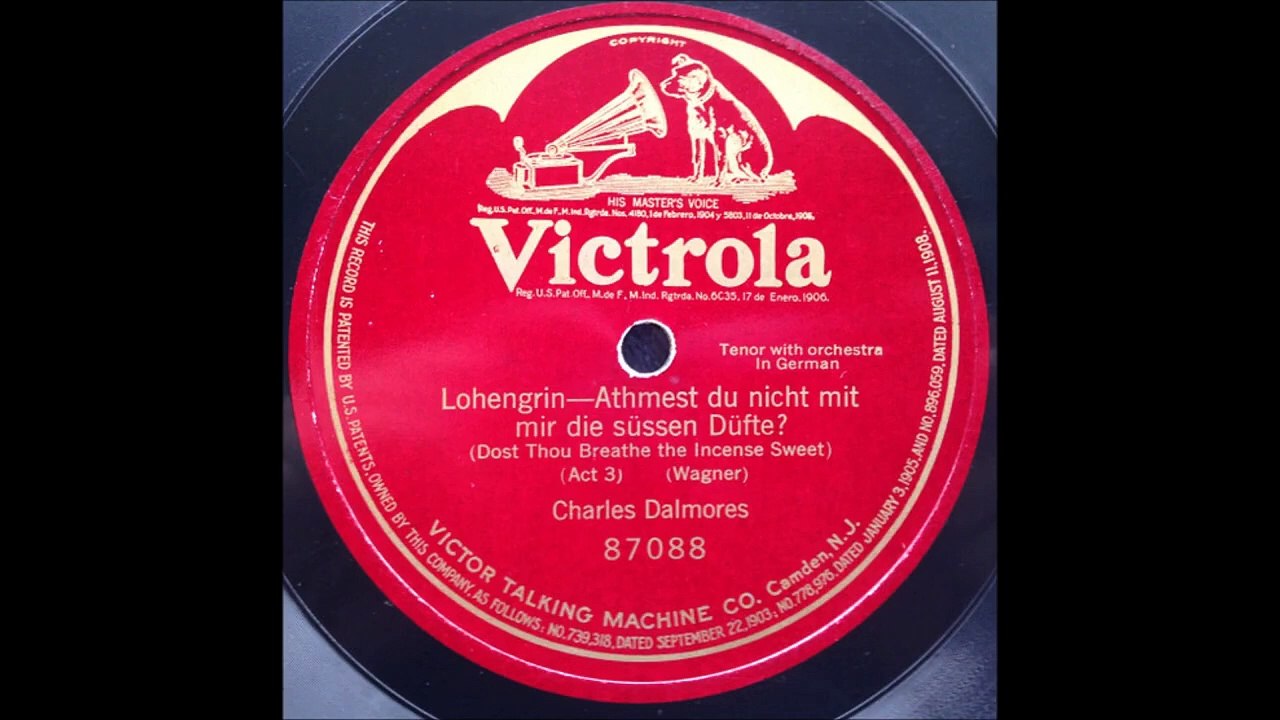 COPYRIGHT
HIS MASTER'S VOICE
Reg. U.S. Pat. Off., M. de F., M. Ind. Rgtrda. Nos. 4180, 1 de Febrero, 1904 y 5803, 11 de Octubre, 1906.
Victrola
Reg. U.S. Pat. Off., M. de F., M. Ind. Rgtrda. No. 6C35, 17 de Enero, 1906.
Tenor with orchestra
In German
Lohengrin—Athmest du nicht mit
mir die süssen Düfte?
(Dost Thou Breathe the Incense Sweet)
(Act 3) (Wagner)
Charles Dalmores
87088
VICTOR TALKING MACHINE CO. Camden, N.J.
THIS RECORD IS PATENTED BY U.S. PATENTS, OWNED BY THIS COMPANY, AS FOLLOWS: NO. 739,318, DATED SEPTEMBER 22, 1903; NO. 778,976, DATED JANUARY 3, 1905, AND NO. 896,059, DATED AUGUST 11, 1908.